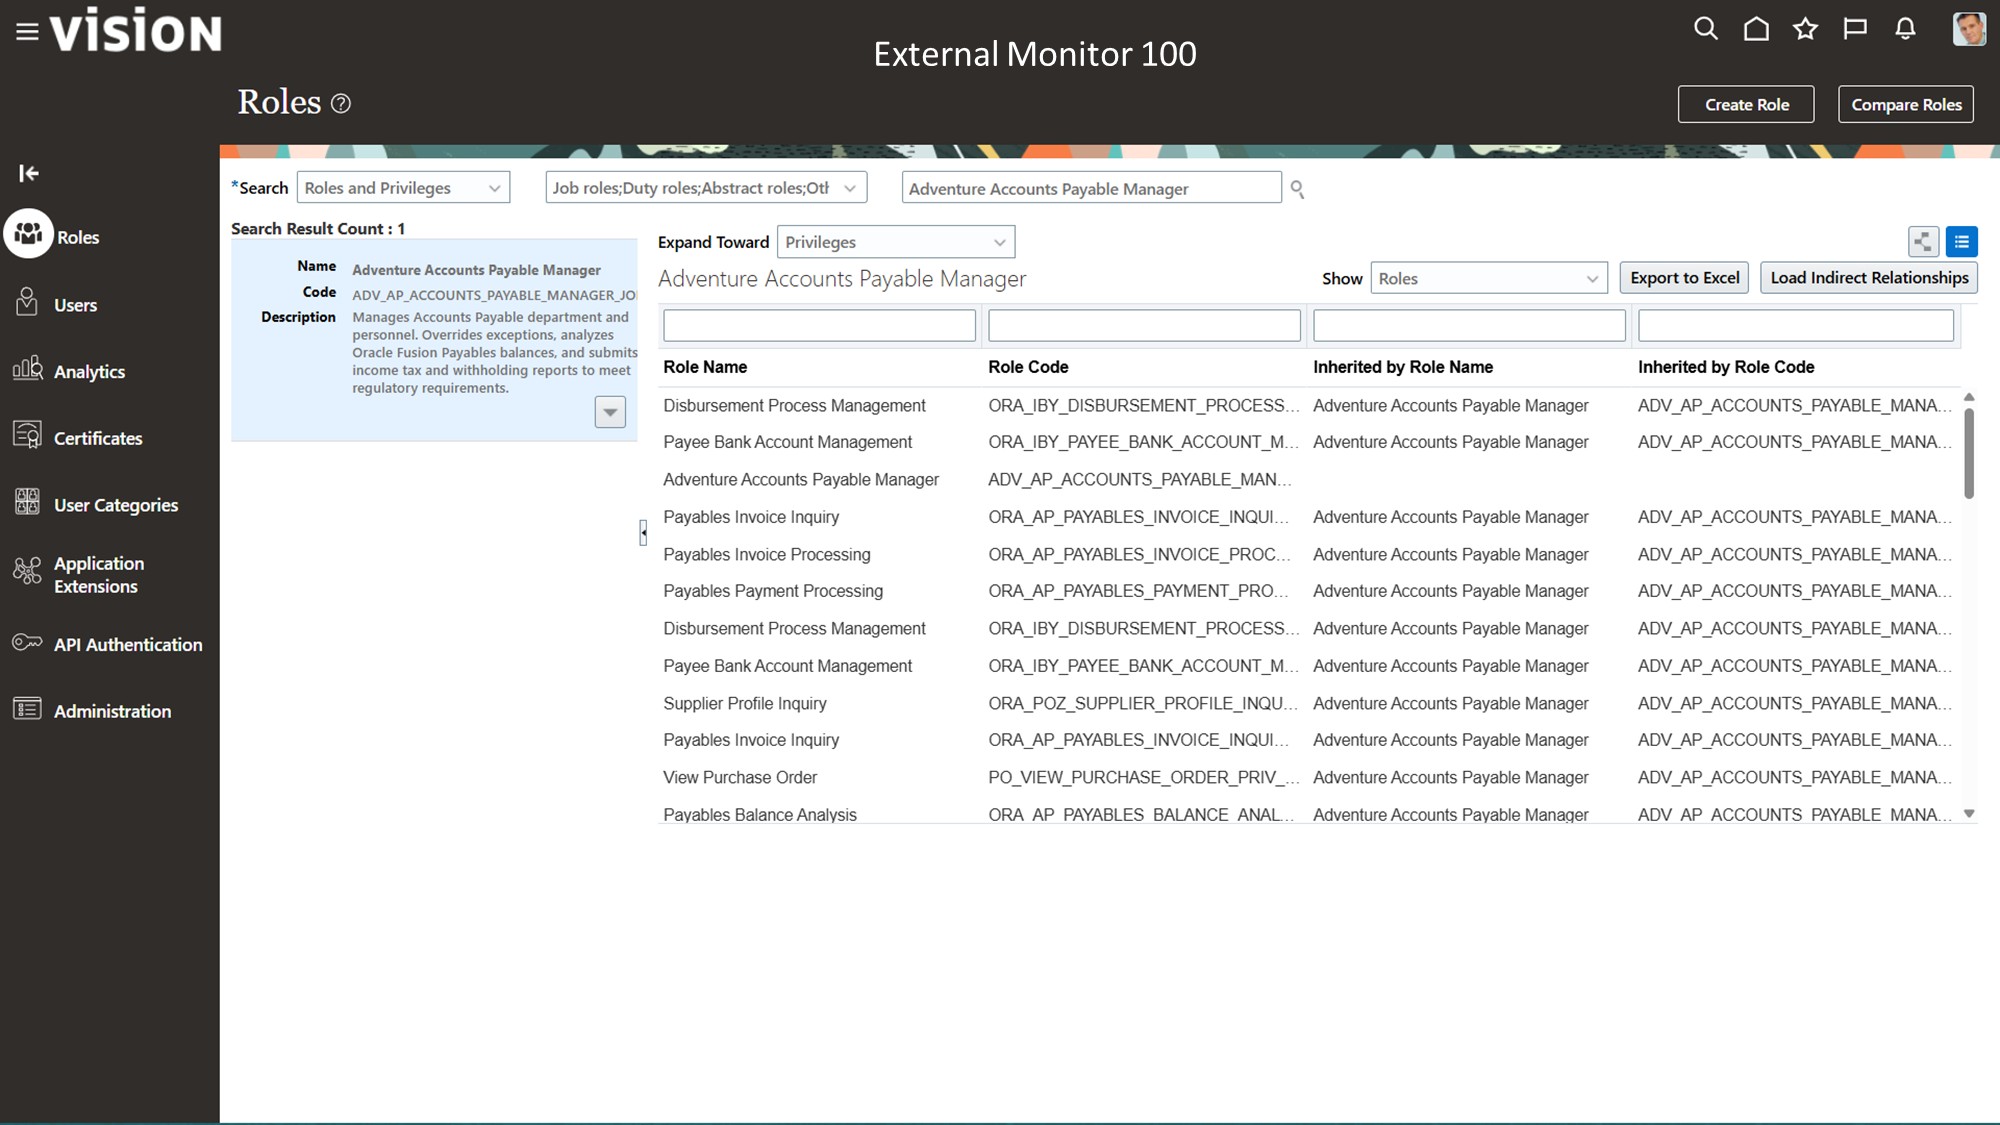 vision
External Monitor 100
Roles ?
Create Role
Compare Roles
*Search
Roles and Privileges
Job roles;Duty roles;Abstract roles;Oth
Adventure Accounts Payable Manager
Roles
Users
Analytics
Certificates
User Categories
Application
Extensions
API Authentication
Administration
Search Result Count : 1
Name Adventure Accounts Payable Manager
Code ADV_AP_ACCOUNTS_PAYABLE_MANAGER_JO
Description Manages Accounts Payable department and
personnel. Overrides exceptions, analyzes
Oracle Fusion Payables balances, and submits
income tax and withholding reports to meet
regulatory requirements.
Expand Toward Privileges
Adventure Accounts Payable Manager
Show Roles
Export to Excel
Load Indirect Relationships
Role Name Role Code Inherited by Role Name Inherited by Role Code
Disbursement Process Management ORA_IBY_DISBURSEMENT_PROCESS... Adventure Accounts Payable Manager ADV_AP_ACCOUNTS_PAYABLE_MANA...
Payee Bank Account Management ORA_IBY_PAYEE_BANK_ACCOUNT_M... Adventure Accounts Payable Manager ADV_AP_ACCOUNTS_PAYABLE_MANA...
Adventure Accounts Payable Manager ADV_AP_ACCOUNTS_PAYABLE_MAN...
Payables Invoice Inquiry ORA_AP_PAYABLES_INVOICE_INQUI... Adventure Accounts Payable Manager ADV_AP_ACCOUNTS_PAYABLE_MANA...
Payables Invoice Processing ORA_AP_PAYABLES_INVOICE_PROC... Adventure Accounts Payable Manager ADV_AP_ACCOUNTS_PAYABLE_MANA...
Payables Payment Processing ORA_AP_PAYABLES_PAYMENT_PRO... Adventure Accounts Payable Manager ADV_AP_ACCOUNTS_PAYABLE_MANA...
Disbursement Process Management ORA_IBY_DISBURSEMENT_PROCESS... Adventure Accounts Payable Manager ADV_AP_ACCOUNTS_PAYABLE_MANA...
Payee Bank Account Management ORA_IBY_PAYEE_BANK_ACCOUNT_M... Adventure Accounts Payable Manager ADV_AP_ACCOUNTS_PAYABLE_MANA...
Supplier Profile Inquiry ORA_POZ_SUPPLIER_PROFILE_INQU... Adventure Accounts Payable Manager ADV_AP_ACCOUNTS_PAYABLE_MANA...
Payables Invoice Inquiry ORA_AP_PAYABLES_INVOICE_INQUI... Adventure Accounts Payable Manager ADV_AP_ACCOUNTS_PAYABLE_MANA...
View Purchase Order PO_VIEW_PURCHASE_ORDER_PRIV_... Adventure Accounts Payable Manager ADV_AP_ACCOUNTS_PAYABLE_MANA...
Payables Balance Analysis ORA_AP_PAYABLES_BALANCE_ANAL... Adventure Accounts Payable Manager ADV_AP_ACCOUNTS_PAYABLE_MANA...